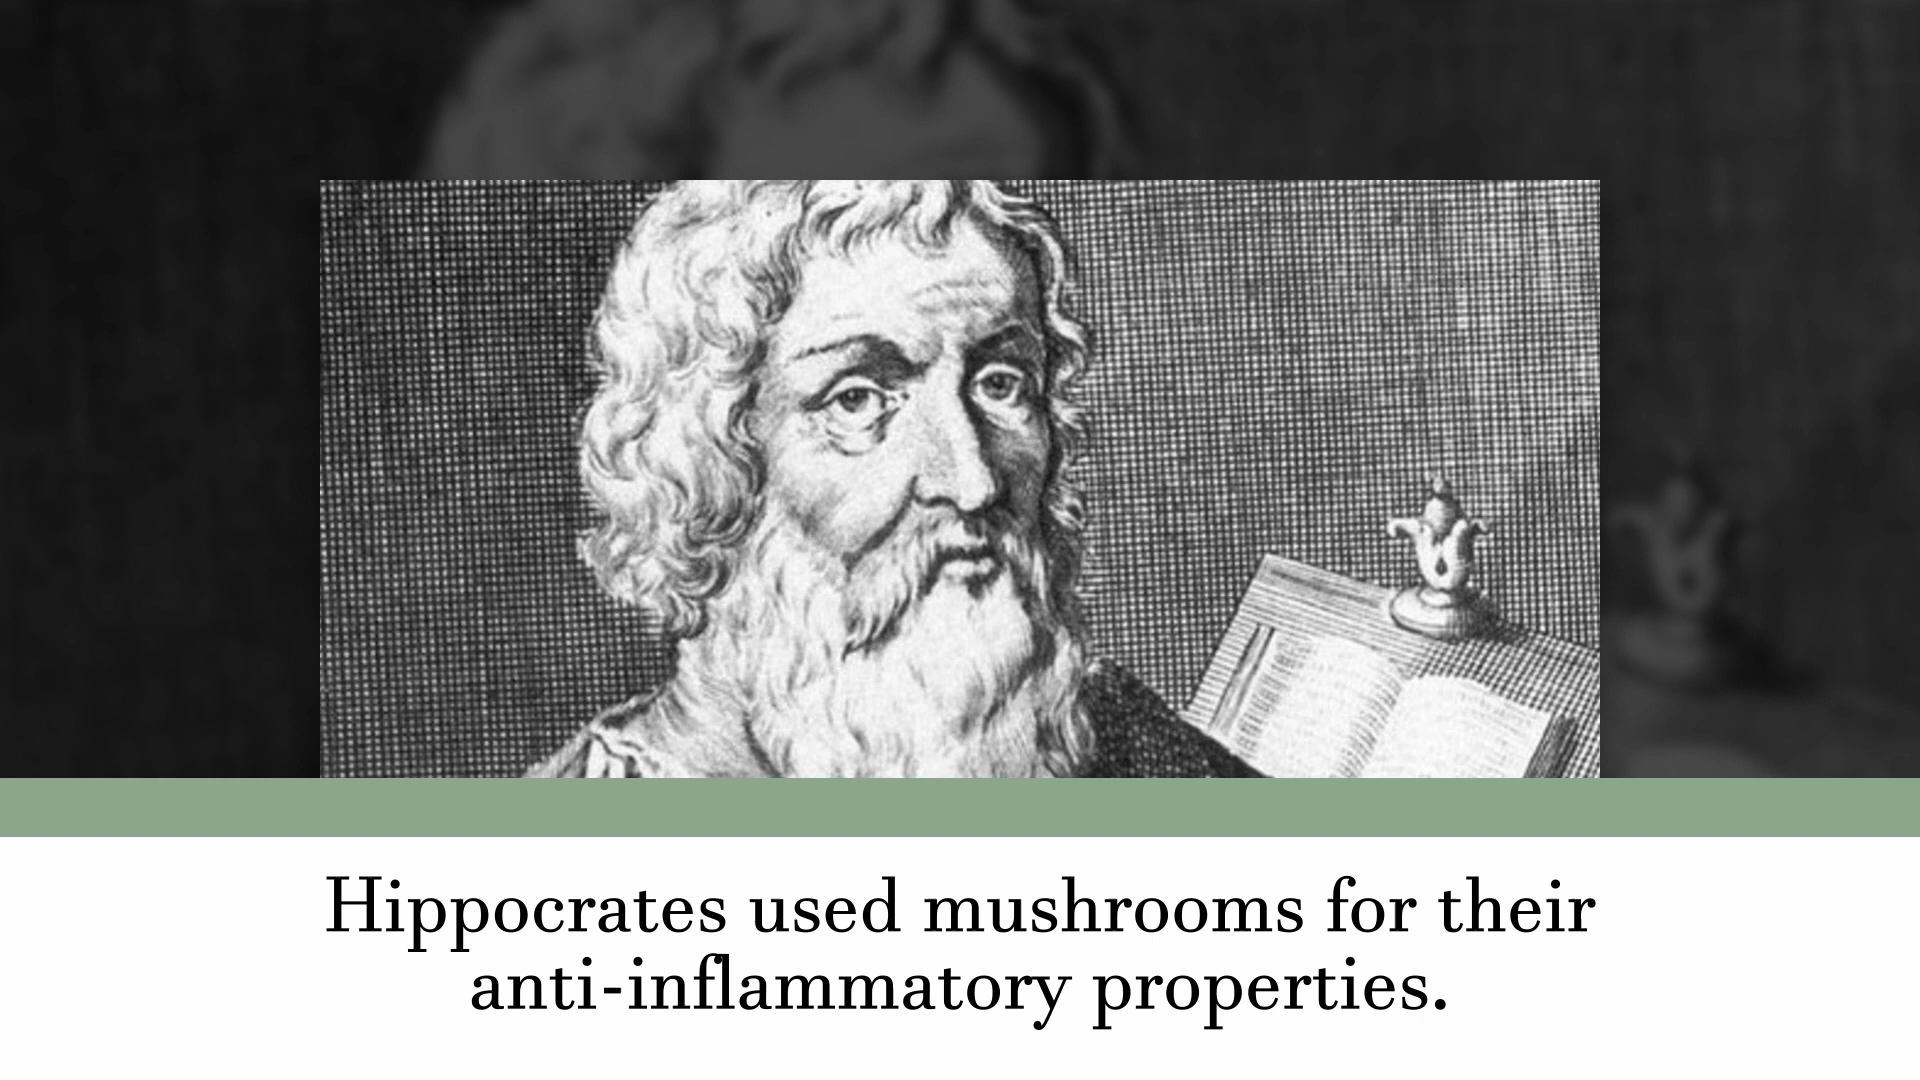 Hippocrates used mushrooms for their
anti-inflammatory properties.